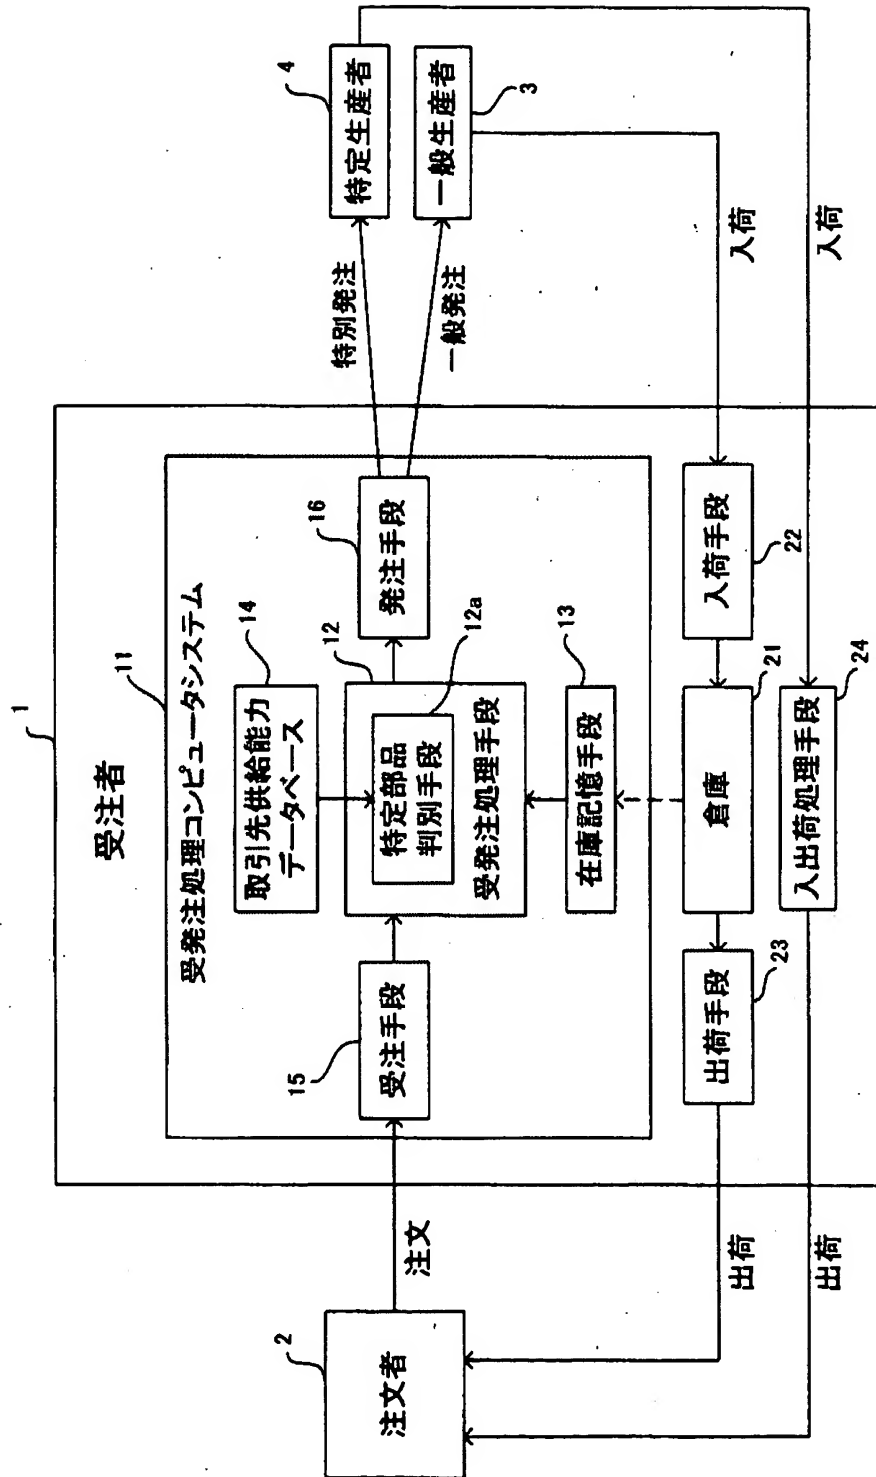 1
受注者
11
受発注処理コンピュータシステム
14
取引先供給能力
データベース
12
12a
特定部品
判別手段
受発注処理手段
13
在庫記憶手段
15
受注手段
16
発注手段
2
注文者
注文
特別発注
一般発注
4
特定生産者
3
一般生産者
入荷
入荷
22
入荷手段
21
倉庫
23
出荷手段
24
入出荷処理手段
出荷
出荷